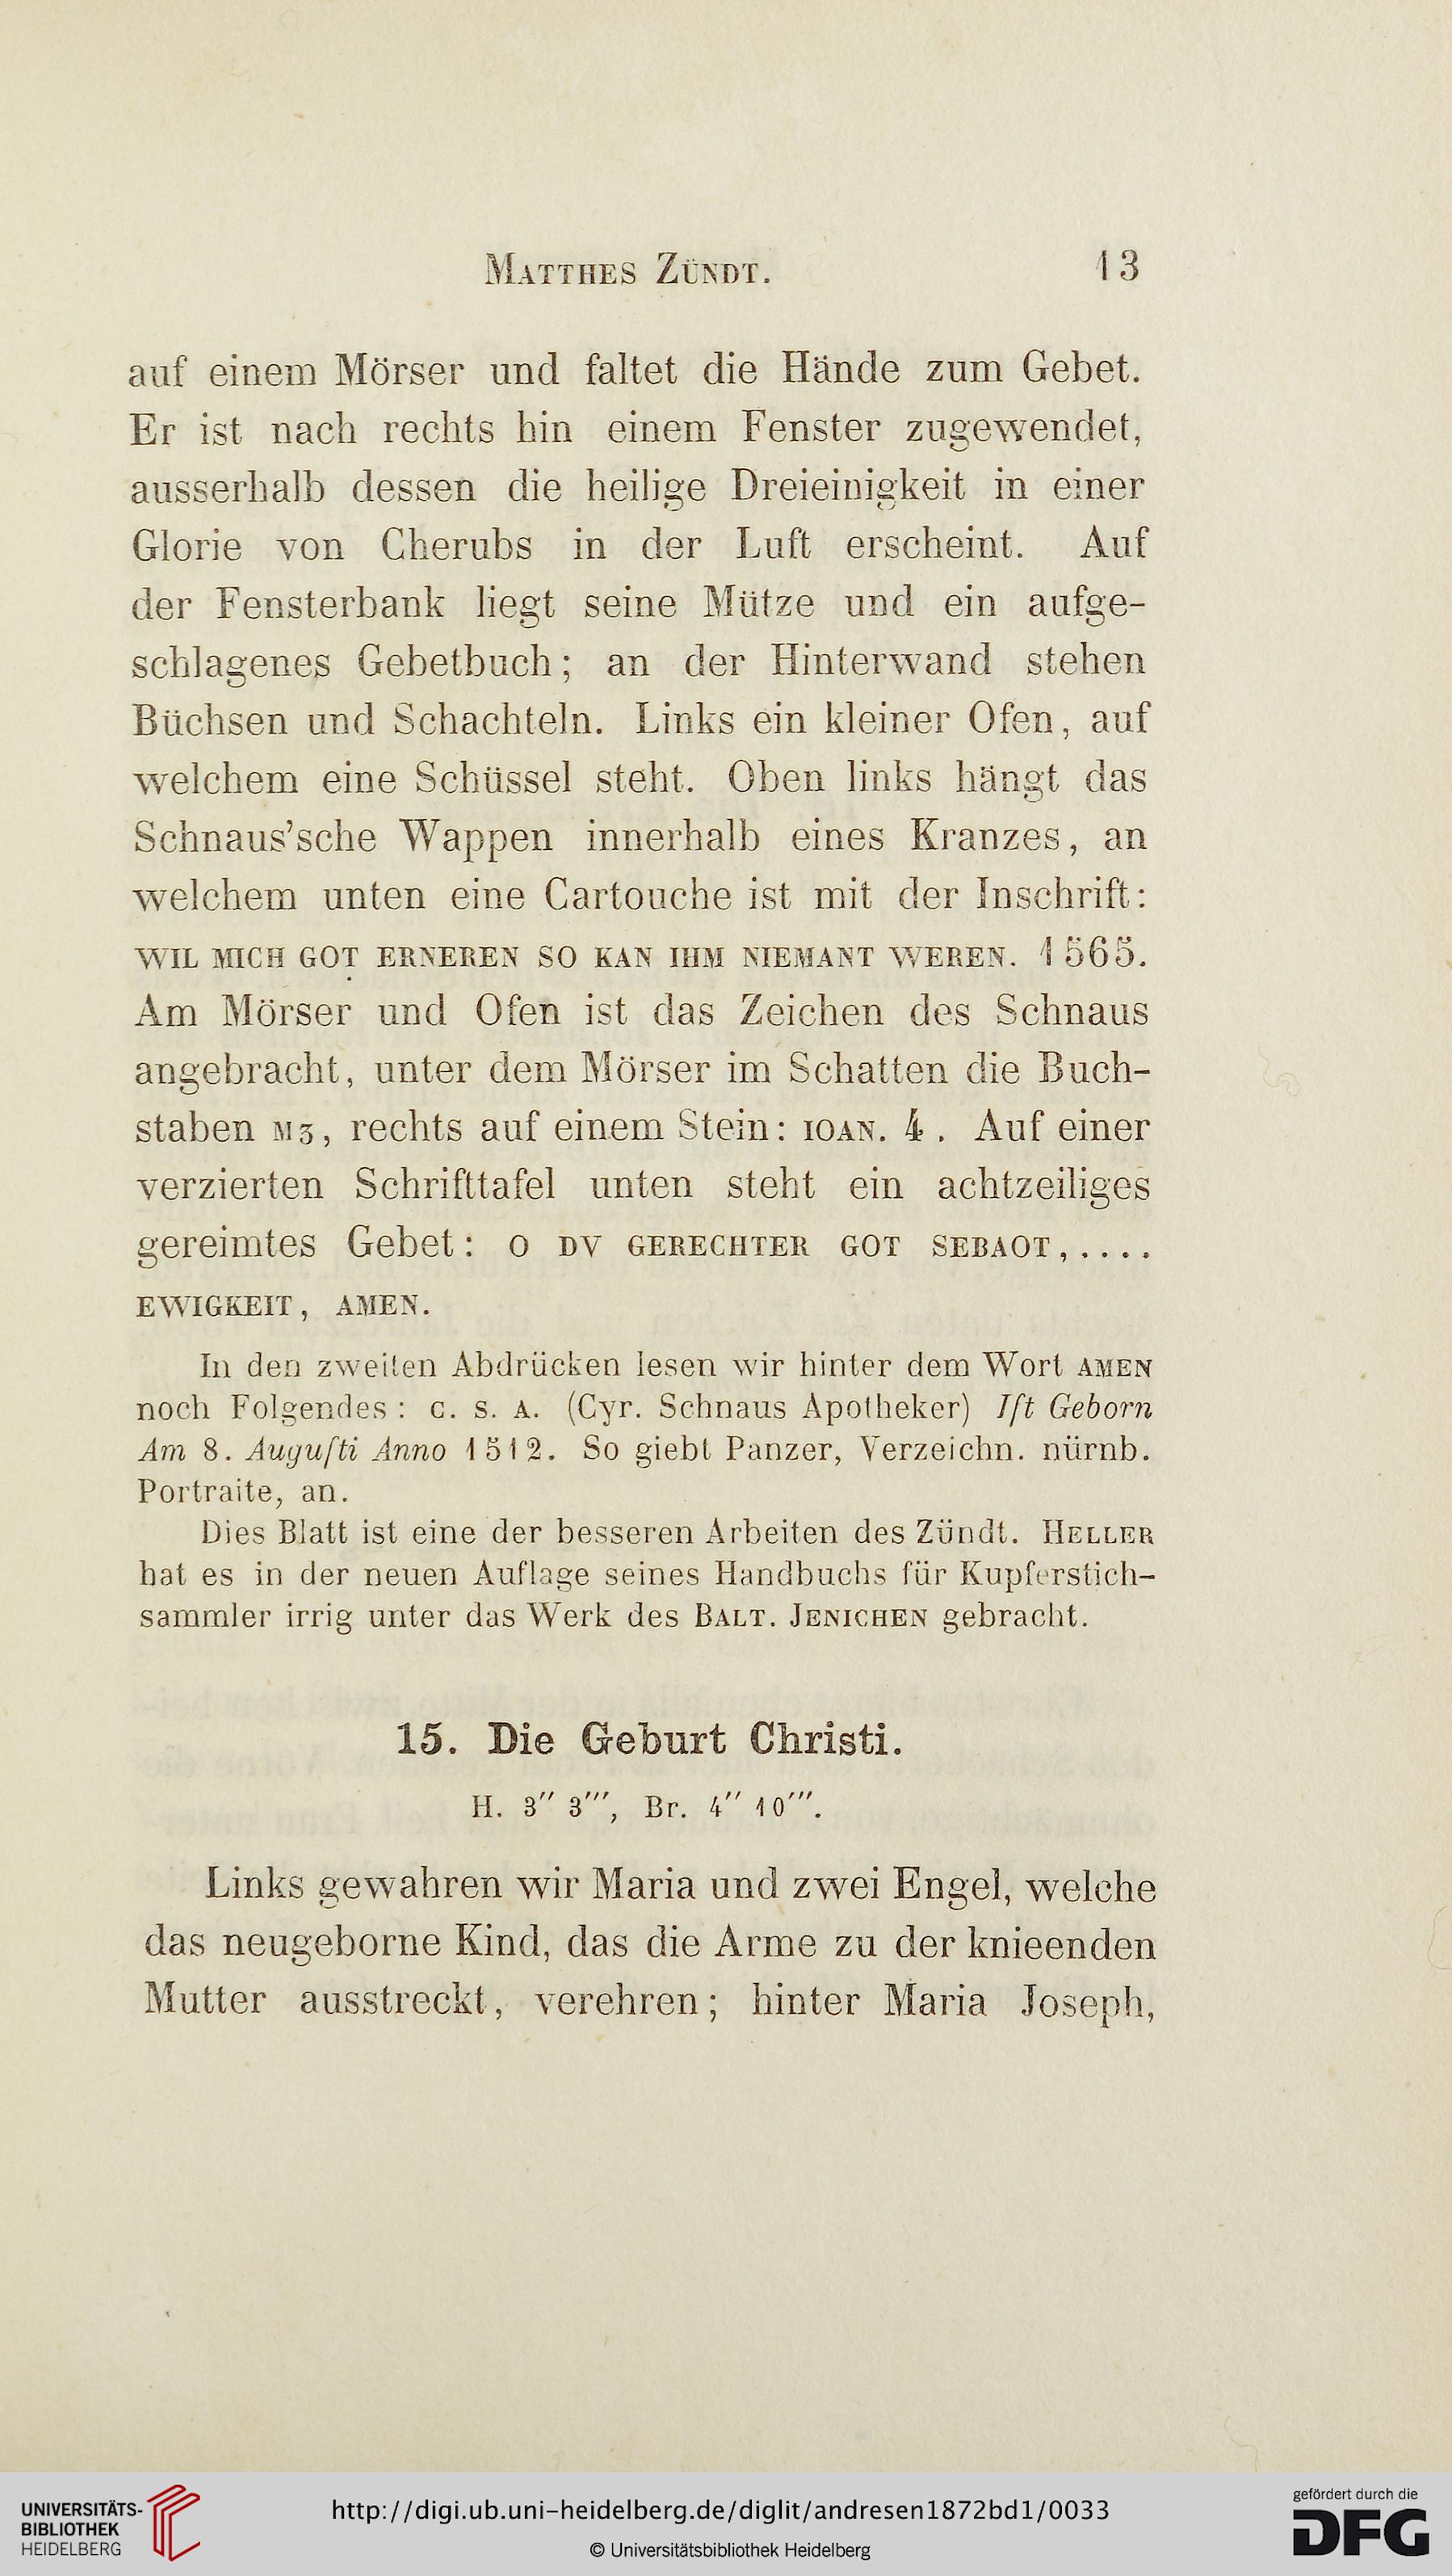 MATTHES ZÜNDT. 13
auf einem Mörser und faltet die Hände zum Gebet.
Er ist nach rechts hin einem Fenster zugewendet,
ausserhalb dessen die heilige Dreieinigkeit in einer
Glorie von Cherubs in der Luft erscheint. Auf
der Fensterbank liegt seine Mütze und ein aufge-
schlagenes Gebetbuch; an der Hinterwand stehen
Büchsen und Schachteln. Links ein kleiner Ofen, auf
welchem eine Schüssel steht. Oben links hängt das
Schnaus'sche Wappen innerhalb eines Kranzes, an
welchem unten eine Cartouche ist mit der Inschrift:
WIL MICH GOT ERNEREN SO KAN IHM NIEMANT WEREN. 1565.
Am Mörser und Ofen ist das Zeichen des Schnaus
angebracht, unter dem Mörser im Schatten die Buch-
staben MZ, rechts auf einem Stein: IOAN. 4. Auf einer
verzierten Schrifttafel unten steht ein achtzeiliges
gereimtes Gebet: O DV GERECHTER GOT SEBAOT,....
EWIGKEIT, AMEN.
In den zweiten Abdrücken lesen wir hinter dem Wort AMEN
noch Folgendes: C. S. A. (Cyr. Schnaus Apotheker) Iſt Geborn
Am 8. Auguſti Anno 1512. So giebt Panzer, Verzeichn. nürnb.
Portraite, an.
Dies Blatt ist eine der besseren Arbeiten des Zündt. HELLER
hat es in der neuen Auflage seines Handbuchs für Kupferstich-
sammler irrig unter das Werk des BALT. JENICHEN gebracht.
15. Die Geburt Christi.
H. 3″ 3‴, Br. 4″ 10‴.
Links gewahren wir Maria und zwei Engel, welche
das neugeborne Kind, das die Arme zu der knieenden
Mutter ausstreckt, verehren; hinter Maria Joseph,
UNIVERSITÄTS-
BIBLIOTHEK
HEIDELBERG
http://digi.ub.uni-heidelberg.de/diglit/andresen1872bd1/0033
© Universitätsbibliothek Heidelberg
gefördert durch die
DFG